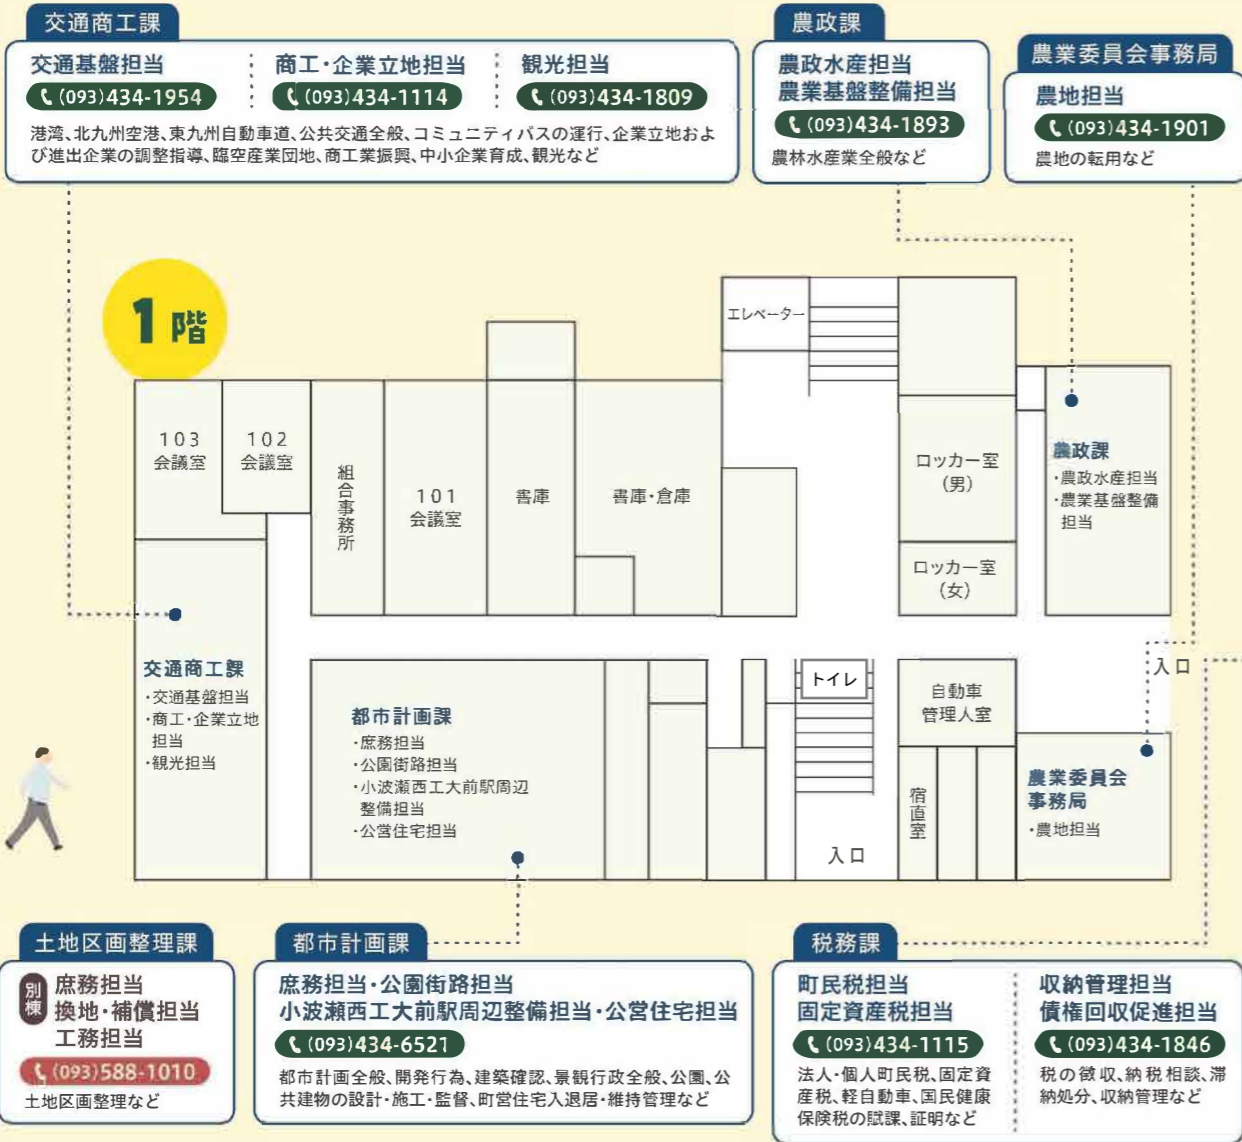 交通商工課
交通基盤担当
(093)434-1954
商工・企業立地担当
(093)434-1114
観光担当
(093)434-1809
港湾、北九州空港、東九州自動車道、公共交通全般、コミュニティバスの運行、企業立地およ
び進出企業の調整指導、臨空産業団地、商工業振興、中小企業育成、観光など
農政課
農政水産担当
農業基盤整備担当
(093)434-1893
農林水産業全般など
農業委員会事務局
農地担当
(093)434-1901
農地の転用など
1階
エレベーター
103
会議室
102
会議室
組合事務所
101
会議室
書庫
書庫・倉庫
ロッカー室
(男)
ロッカー室
(女)
農政課
・農政水産担当
・農業基盤整備
担当
交通商工課
・交通基盤担当
・商工・企業立地
担当
・観光担当
都市計画課
・庶務担当
・公園街路担当
・小波瀬西工大前駅周辺
整備担当
・公営住宅担当
トイレ
入口
自動車
管理人室
宿直室
入口
農業委員会
事務局
・農地担当
土地区画整理課
別棟
庶務担当
換地・補償担当
工務担当
(093)588-1010
土地区画整理など
都市計画課
庶務担当・公園街路担当
小波瀬西工大前駅周辺整備担当・公営住宅担当
(093)434-6521
都市計画全般、開発行為、建築確認、景観行政全般、公園、公
共建物の設計・施工・監督、町営住宅入退居・維持管理など
税務課
町民税担当
固定資産税担当
(093)434-1115
法人・個人町民税、固定資
産税、軽自動車、国民健康
保険税の賦課、証明など
収納管理担当
債権回収促進担当
(093)434-1846
税の徴収、納税相談、滞
納処分、収納管理など